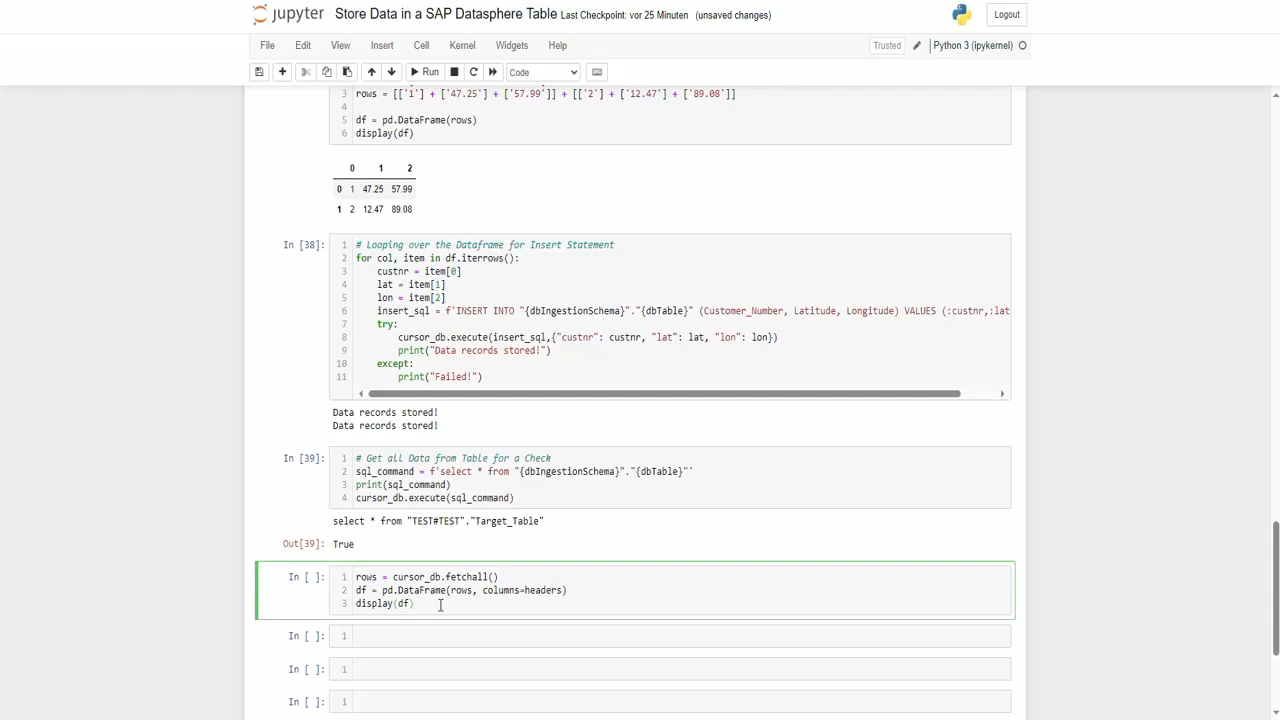 jupyter Store Data in a SAP Datasphere Table Last Checkpoint: vor 25 Minuten (unsaved changes) Logout
File Edit View Insert Cell Kernel Widgets Help Trusted Python 3 (ipykernel)
Run Code
3 rows = [['1'] + ['47.25'] + ['57.99']] + [['2'] + ['12.47'] + ['89.08']]
4
5 df = pd.DataFrame(rows)
6 display(df)
0 1 2
0 1 47.25 57.99
1 2 12.47 89.08
In [38]: 1 # Looping over the Dataframe for Insert Statement
2 for col, item in df.iterrows():
3 custnr = item[0]
4 lat = item[1]
5 lon = item[2]
6 insert_sql = f'INSERT INTO "{dbIngestionSchema}"."{dbTable}" (Customer_Number, Latitude, Longitude) VALUES (:custnr,:lat
7 try:
8 cursor_db.execute(insert_sql,{"custnr": custnr, "lat": lat, "lon": lon})
9 print("Data records stored!")
10 except:
11 print("Failed!")
Data records stored!
Data records stored!
In [39]: 1 # Get all Data from Table for a Check
2 sql_command = f'select * from "{dbIngestionSchema}"."{dbTable}"'
3 print(sql_command)
4 cursor_db.execute(sql_command)
select * from "TEST#TEST"."Target_Table"
Out[39]: True
In [ ]: 1 rows = cursor_db.fetchall()
2 df = pd.DataFrame(rows, columns=headers)
3 display(df)
In [ ]: 1
In [ ]: 1
In [ ]: 1